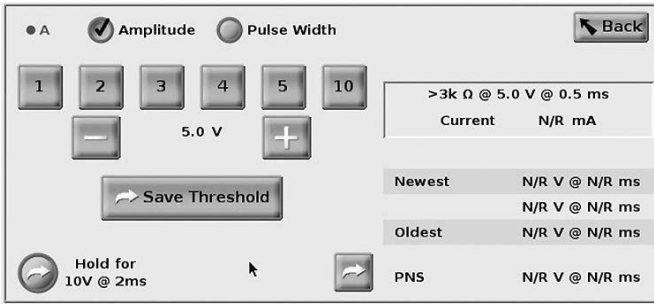 A Amplitude Pulse Width Back
1 2 3 4 5 10
>3k Ω @ 5.0 V @ 0.5 ms
5.0 V
Current N/R mA
Save Threshold
Newest N/R V @ N/R ms
N/R V @ N/R ms
Oldest N/R V @ N/R ms
Hold for
10V @ 2ms
PNS N/R V @ N/R ms